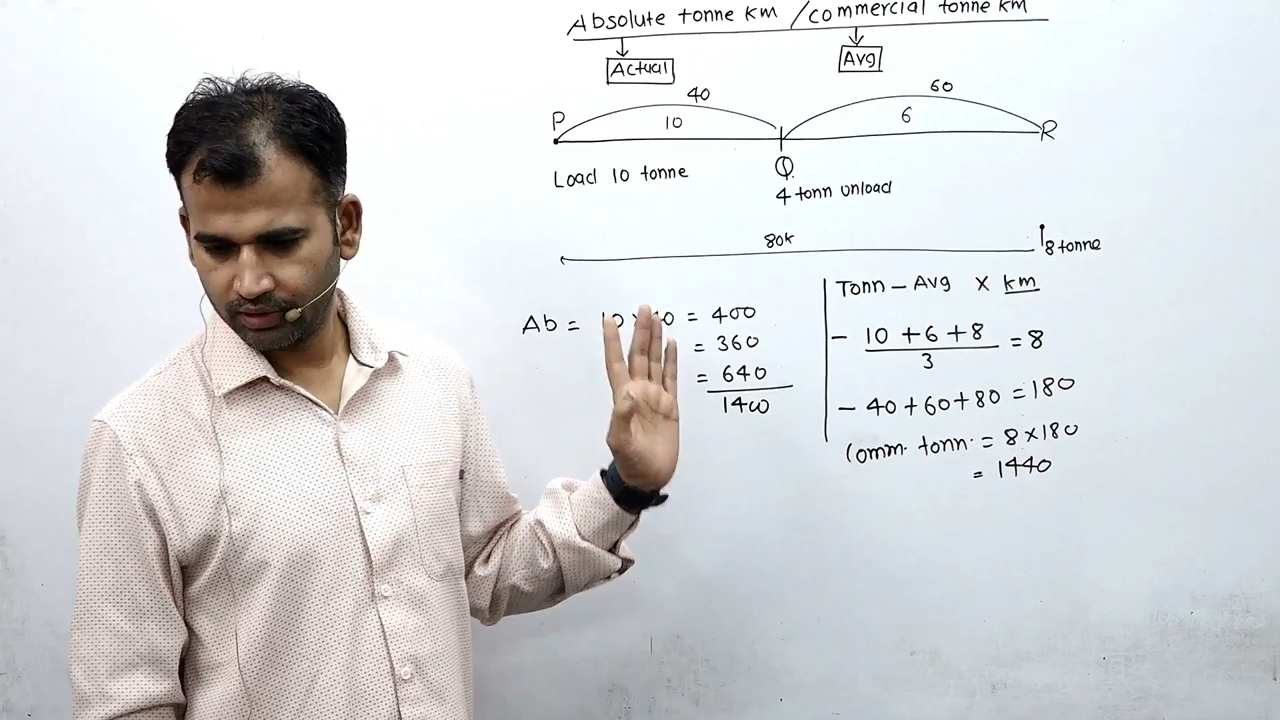 Absolute tonne km / commercial tonne km
Actual
Avg
40
60
P
10
6
R
Q
Load 10 tonne
4 tonn unload
80k
8 tonne
Ab = = 400
= 360
= 640
1400
Tonn - Avg X km
- 10 + 6 + 8 = 8
3
- 40 + 60 + 80 = 180
Comm. tonn. = 8 X 180
= 1440